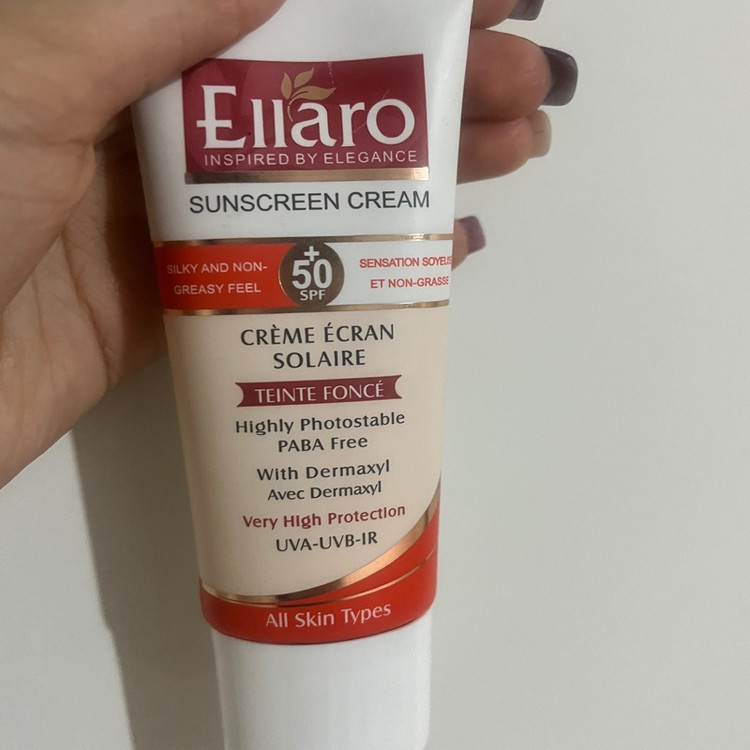 Ellaro
INSPIRED BY ELEGANCE
SUNSCREEN CREAM
SILKY AND NON-
GREASY FEEL
+
50
SPF
SENSATION SOYEUSE
ET NON-GRASSE
CRÈME ÉCRAN
SOLAIRE
TEINTE FONCÉ
Highly Photostable
PABA Free
With Dermaxyl
Avec Dermaxyl
Very High Protection
UVA-UVB-IR
All Skin Types